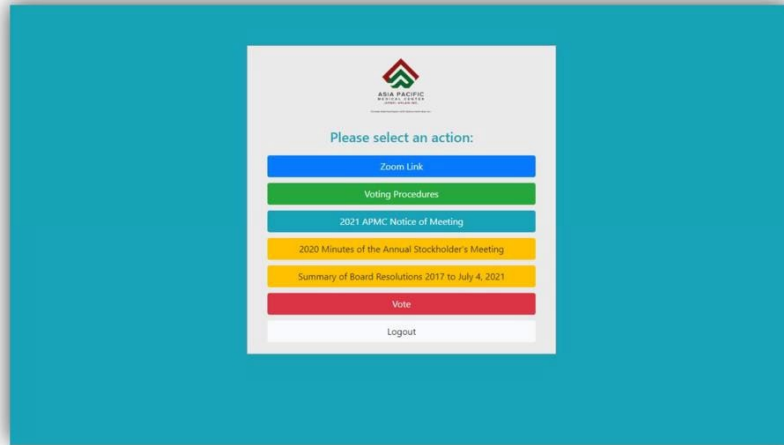 ASIA PACIFIC
MEDICAL CENTER
Please select an action:
Zoom Link
Voting Procedures
2021 APMC Notice of Meeting
2020 Minutes of the Annual Stockholder's Meeting
Summary of Board Resolutions 2017 to July 4, 2021
Vote
Logout